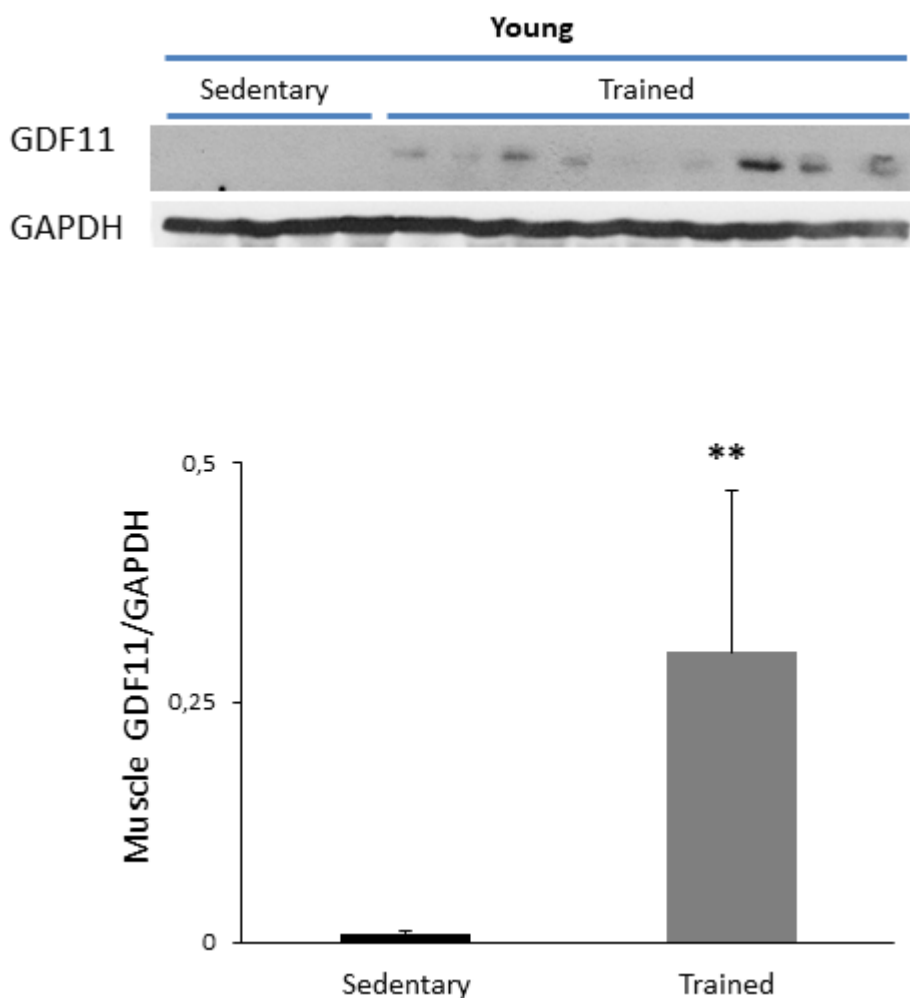 Young
Sedentary Trained
GDF11
GAPDH
**
0,5
0,25
0
Muscle GDF11/GAPDH
Sedentary Trained